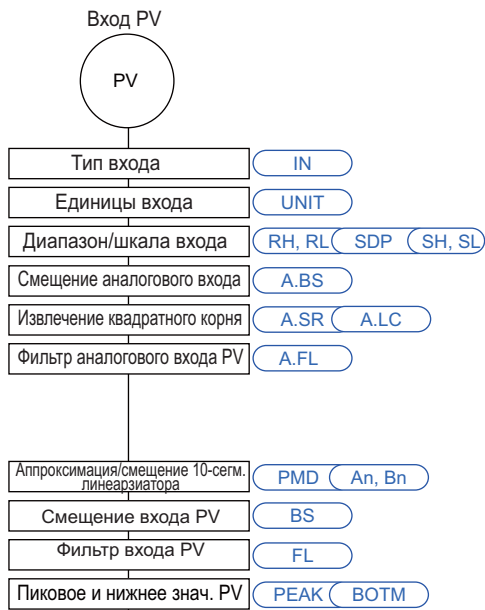 Вход PV
PV
Тип входа IN
Единицы входа UNIT
Диапазон/шкала входа RH, RL SDP SH, SL
Смещение аналогового входа A.BS
Извлечение квадратного корня A.SR A.LC
Фильтр аналогового входа PV A.FL
Аппроксимация/смещение 10-сегм.
линеарзиатора PMD An, Bn
Смещение входа PV BS
Фильтр входа PV FL
Пиковое и нижнее знач. PV PEAK BOTM